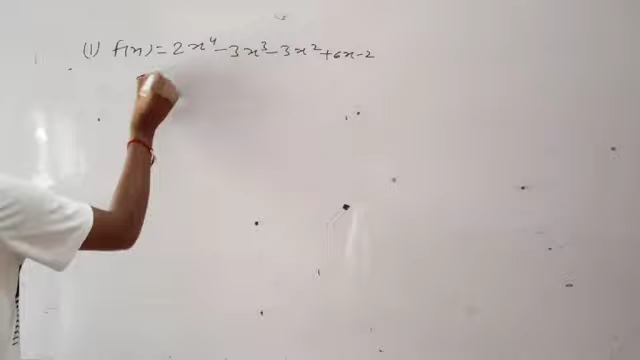 (1) f(x) = 2x⁴ - 3x³ - 3x² + 6x - 2